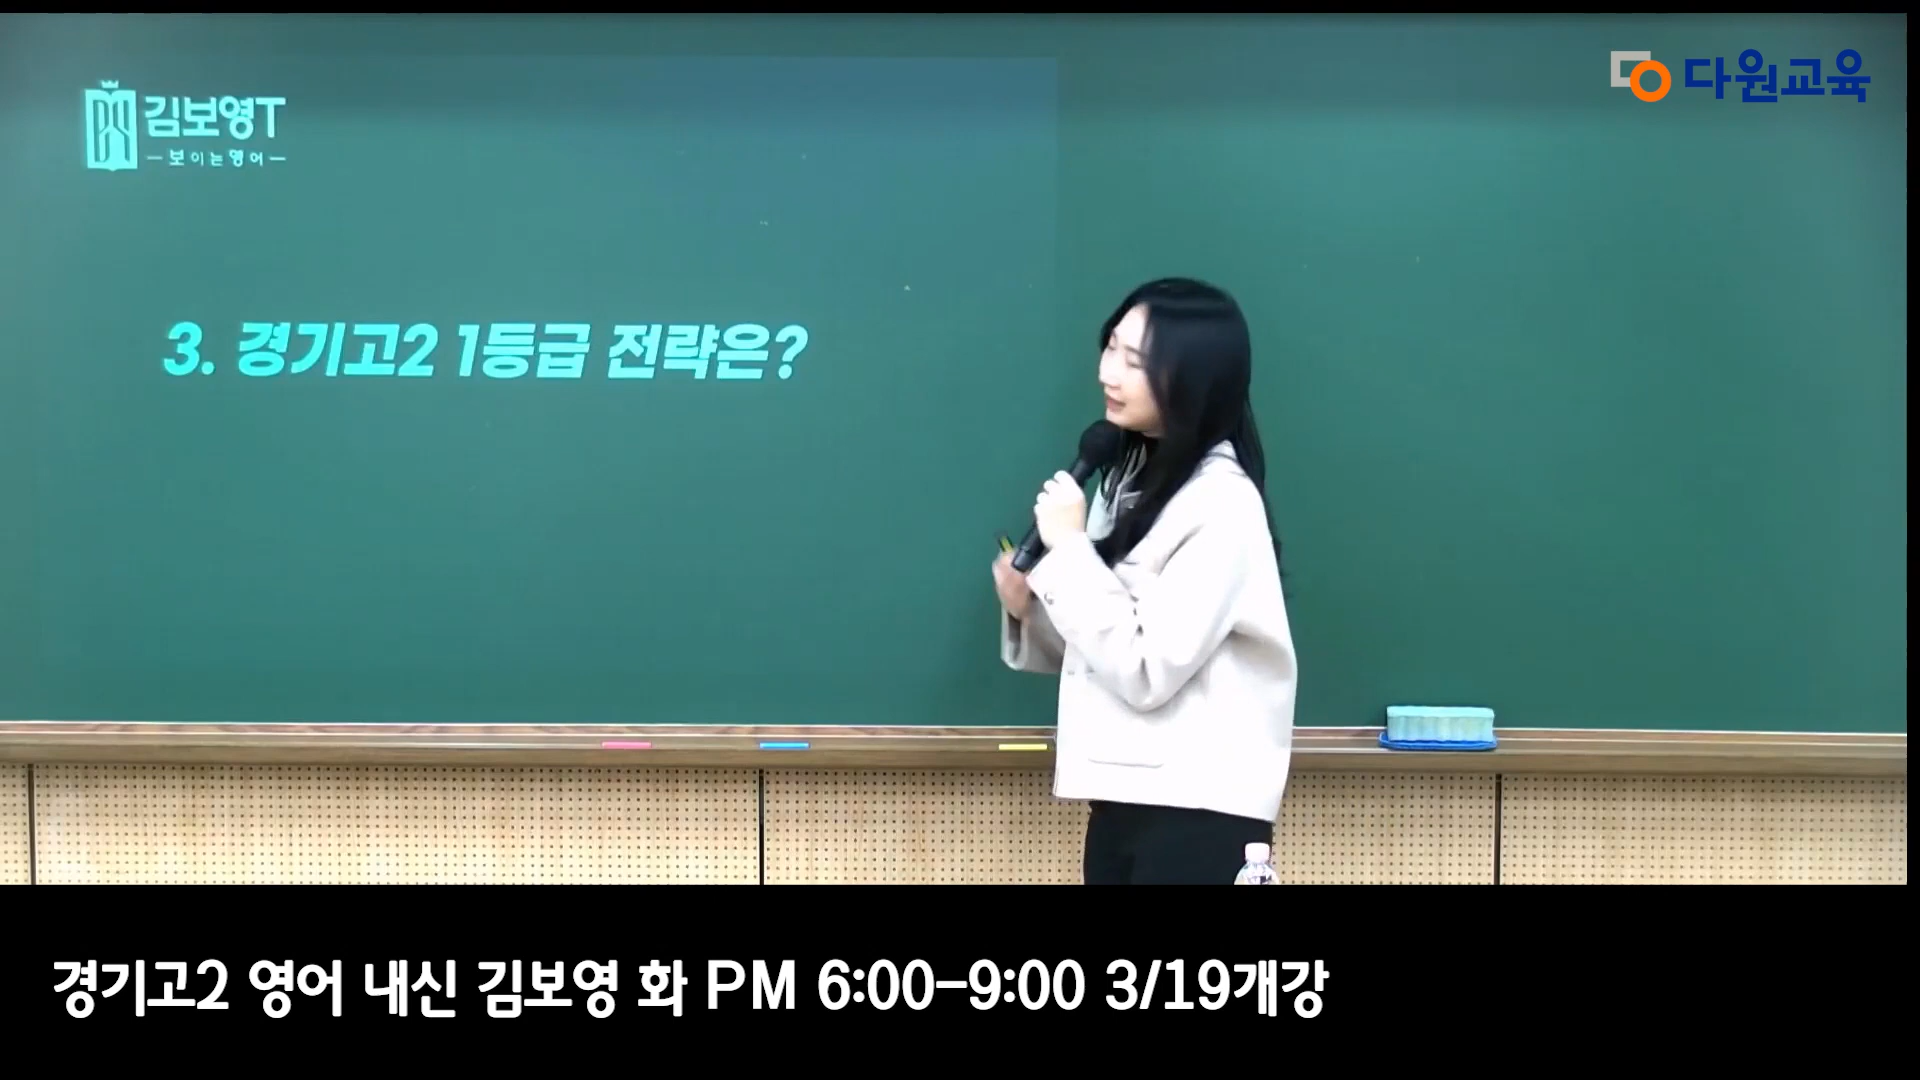 김보영T
보이는영어
다원교육
3. 경기고2 1등급 전략은?
경기고2 영어 내신 김보영 화 PM 6:00-9:00 3/19개강